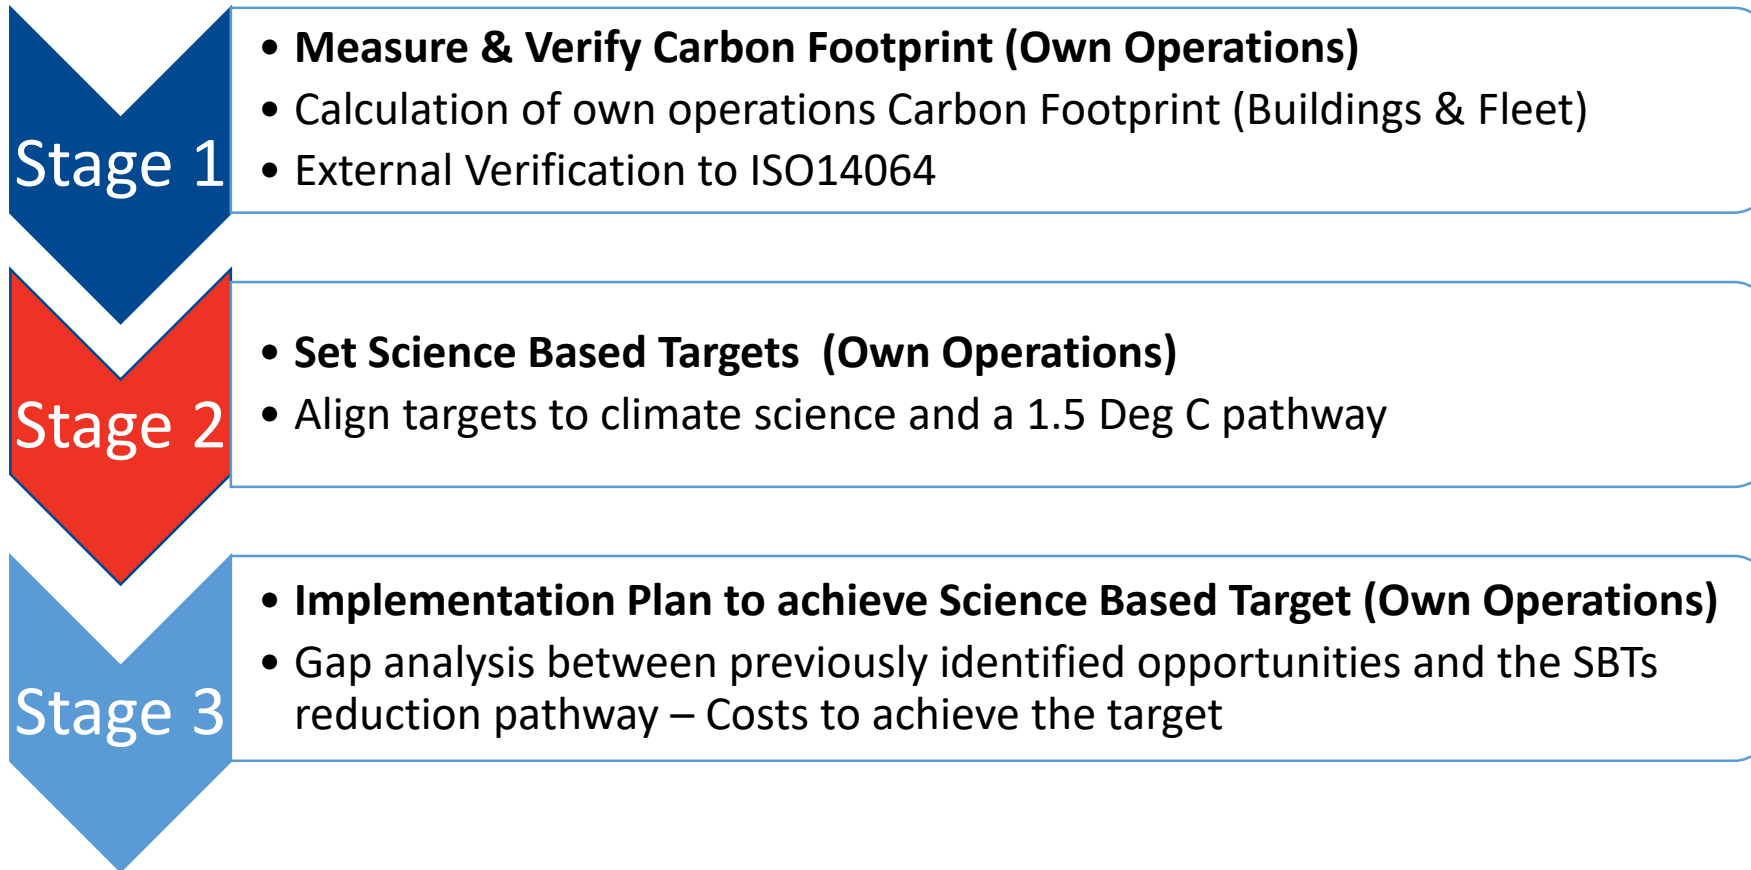 Stage 1
• Measure & Verify Carbon Footprint (Own Operations)
• Calculation of own operations Carbon Footprint (Buildings & Fleet)
• External Verification to ISO14064
Stage 2
• Set Science Based Targets  (Own Operations)
• Align targets to climate science and a 1.5 Deg C pathway
Stage 3
• Implementation Plan to achieve Science Based Target (Own Operations)
• Gap analysis between previously identified opportunities and the SBTs
reduction pathway – Costs to achieve the target